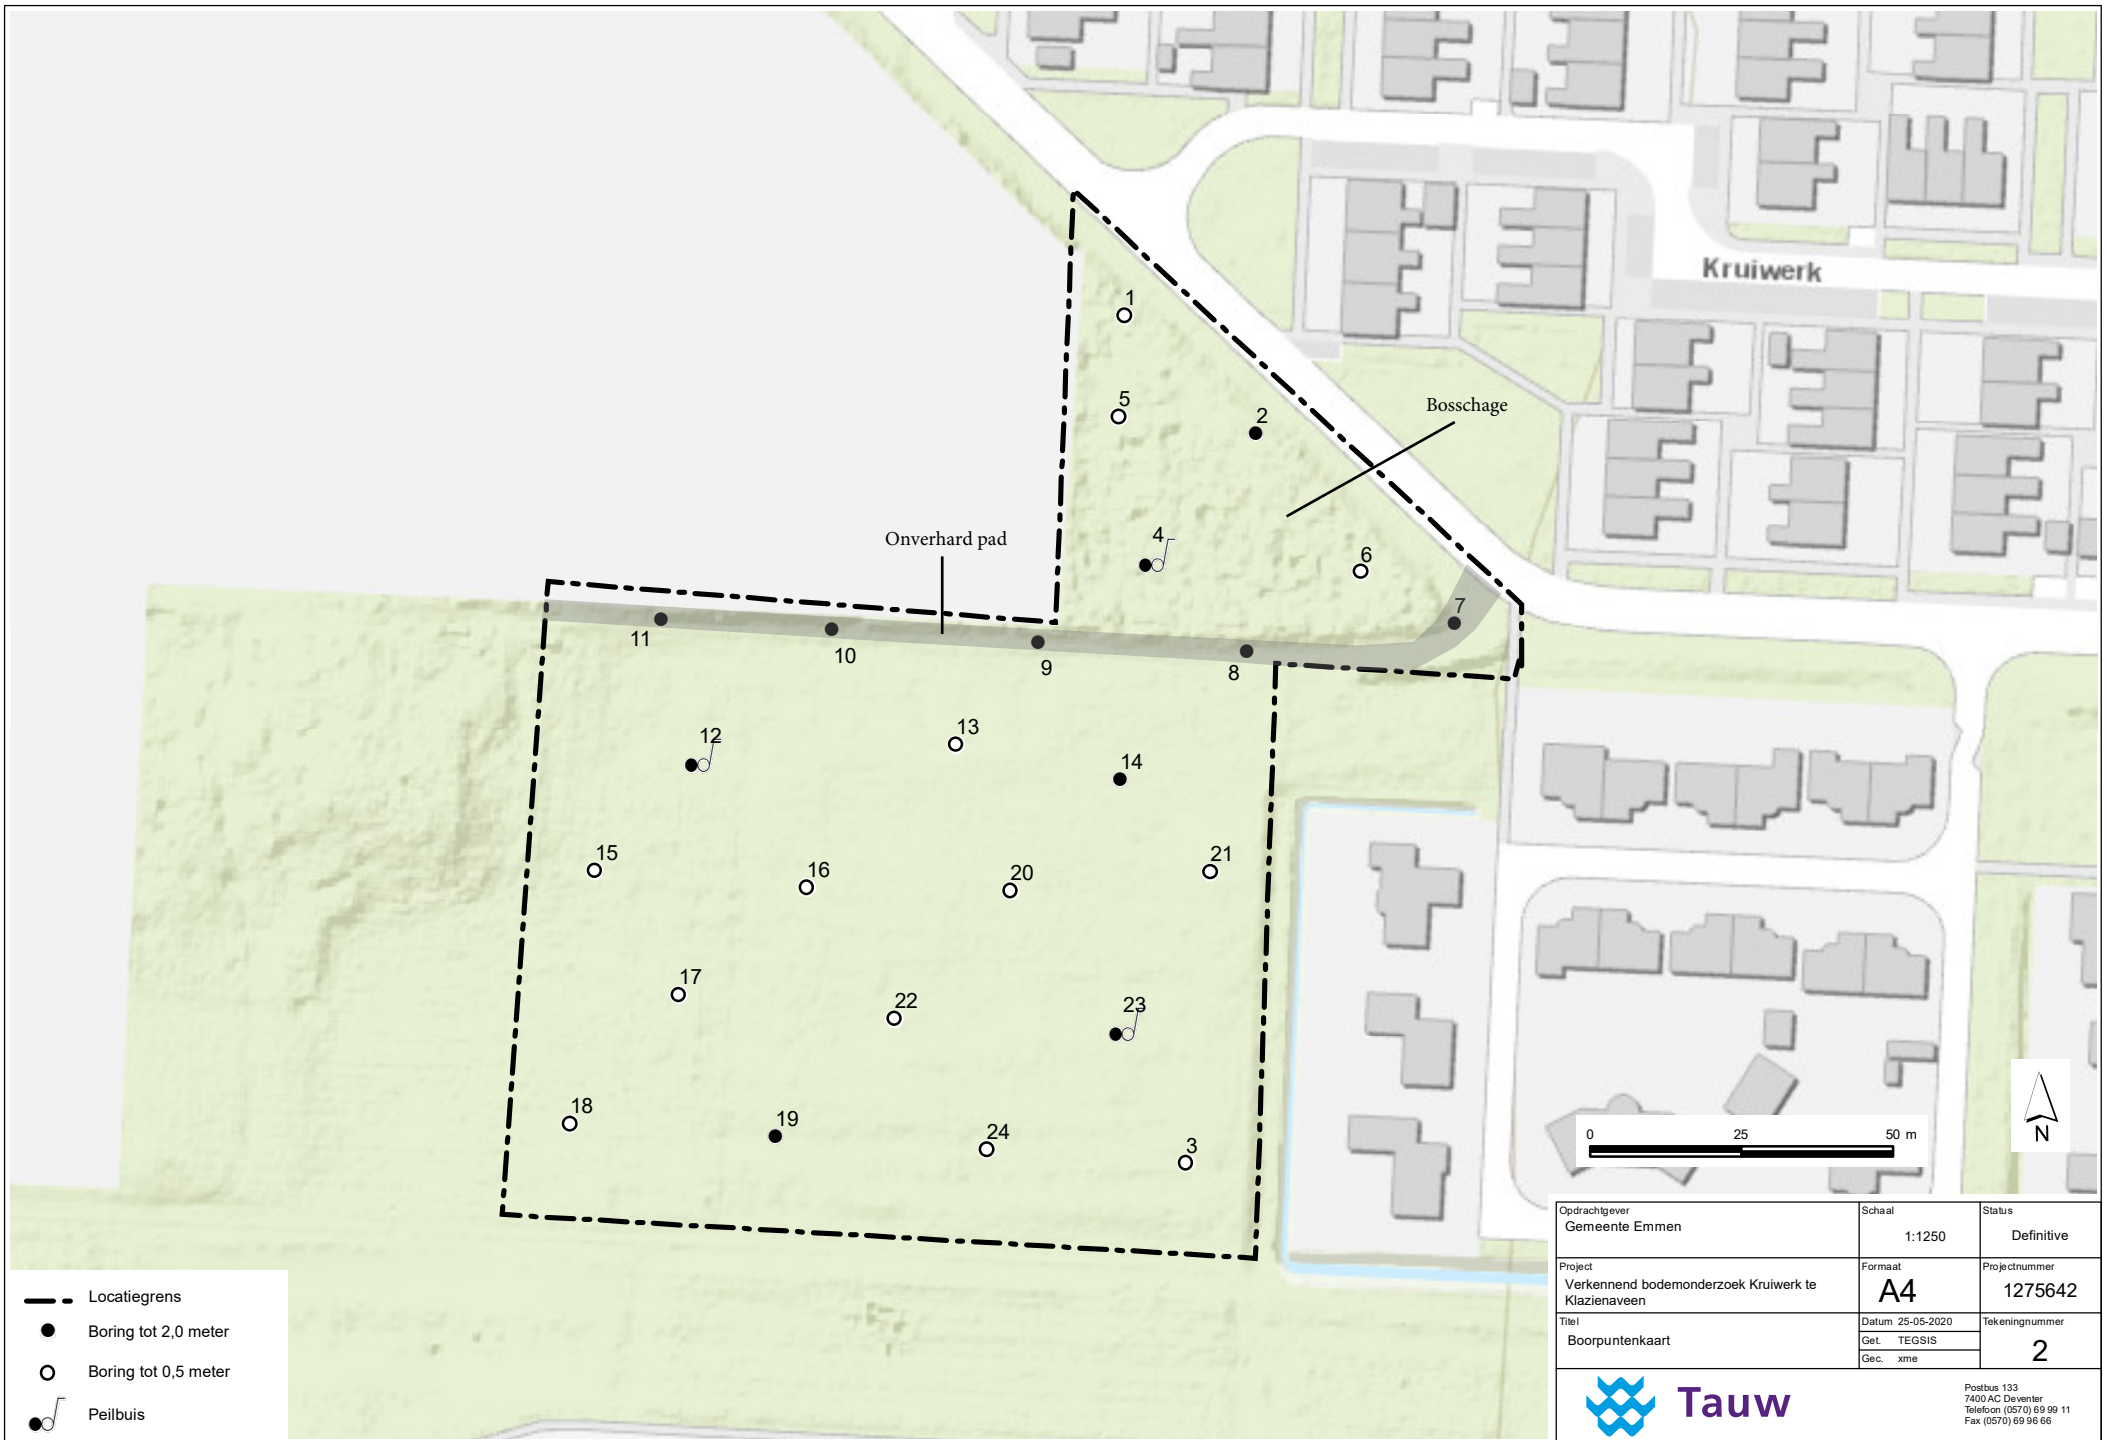 Kruiwerk
1
5
2
Bosschage
Onverhard pad
4
6
7
11
10
9
8
12
13
14
15
16
20
21
17
22
23
18
19
24
3
0 25 50 m
N
Locatiegrens
Boring tot 2,0 meter
Boring tot 0,5 meter
Peilbuis
Opdrachtgever
Gemeente Emmen
Schaal
1:1250
Status
Definitive
Project
Verkennend bodemonderzoek Kruiwerk te
Klazienaveen
Formaat
A4
Projectnummer
1275642
Titel
Boorpuntenkaart
Datum 25-05-2020
Get. TEGSIS
Gec. xme
Tekeningnummer
2
Tauw
Postbus 133
7400 AC Deventer
Telefoon (0570) 69 99 11
Fax (0570) 69 96 66